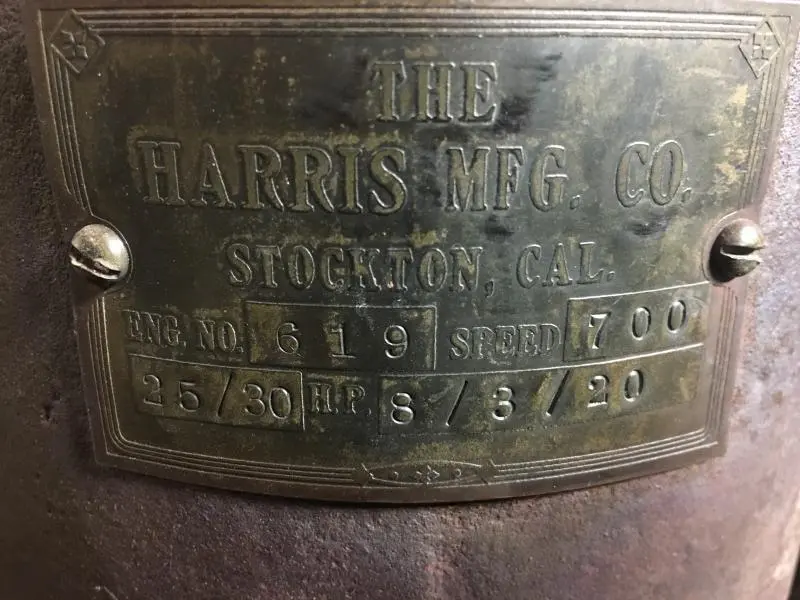 THE
HARRIS MFG. CO.
STOCKTON, CAL.
ENG. NO. 619 SPEED 700
25/30 H.P. 8/3/20